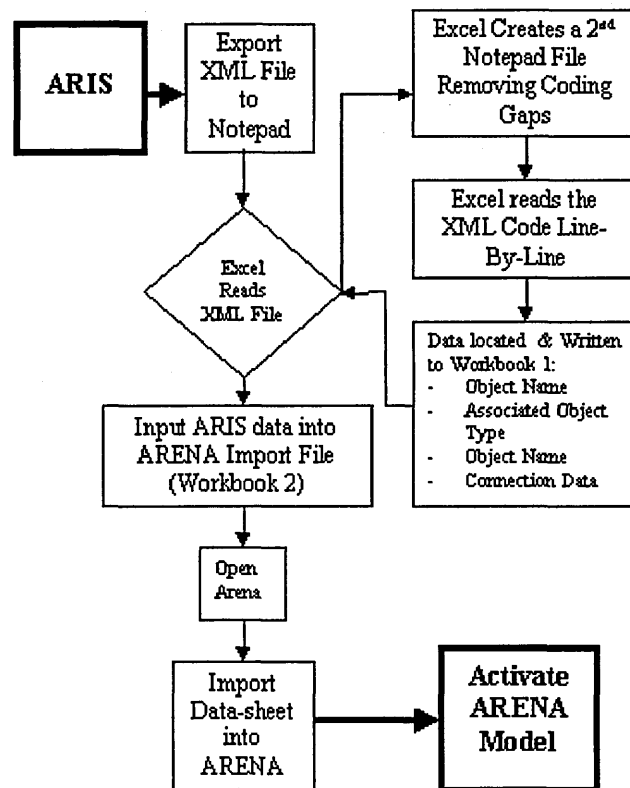 ARIS
Export
XML File
to
Notepad
Excel Creates a 2nd
Notepad File
Removing Coding
Gaps
Excel reads the
XML Code Line-
By-Line
Excel
Reads
XML File
Data located & Written
to Workbook 1:
- Object Name
- Associated Object
Type
- Object Name
- Connection Data
Input ARIS data into
ARENA Import File
(Workbook 2)
Open
Arena
Import
Data-sheet
into
ARENA
Activate
ARENA
Model